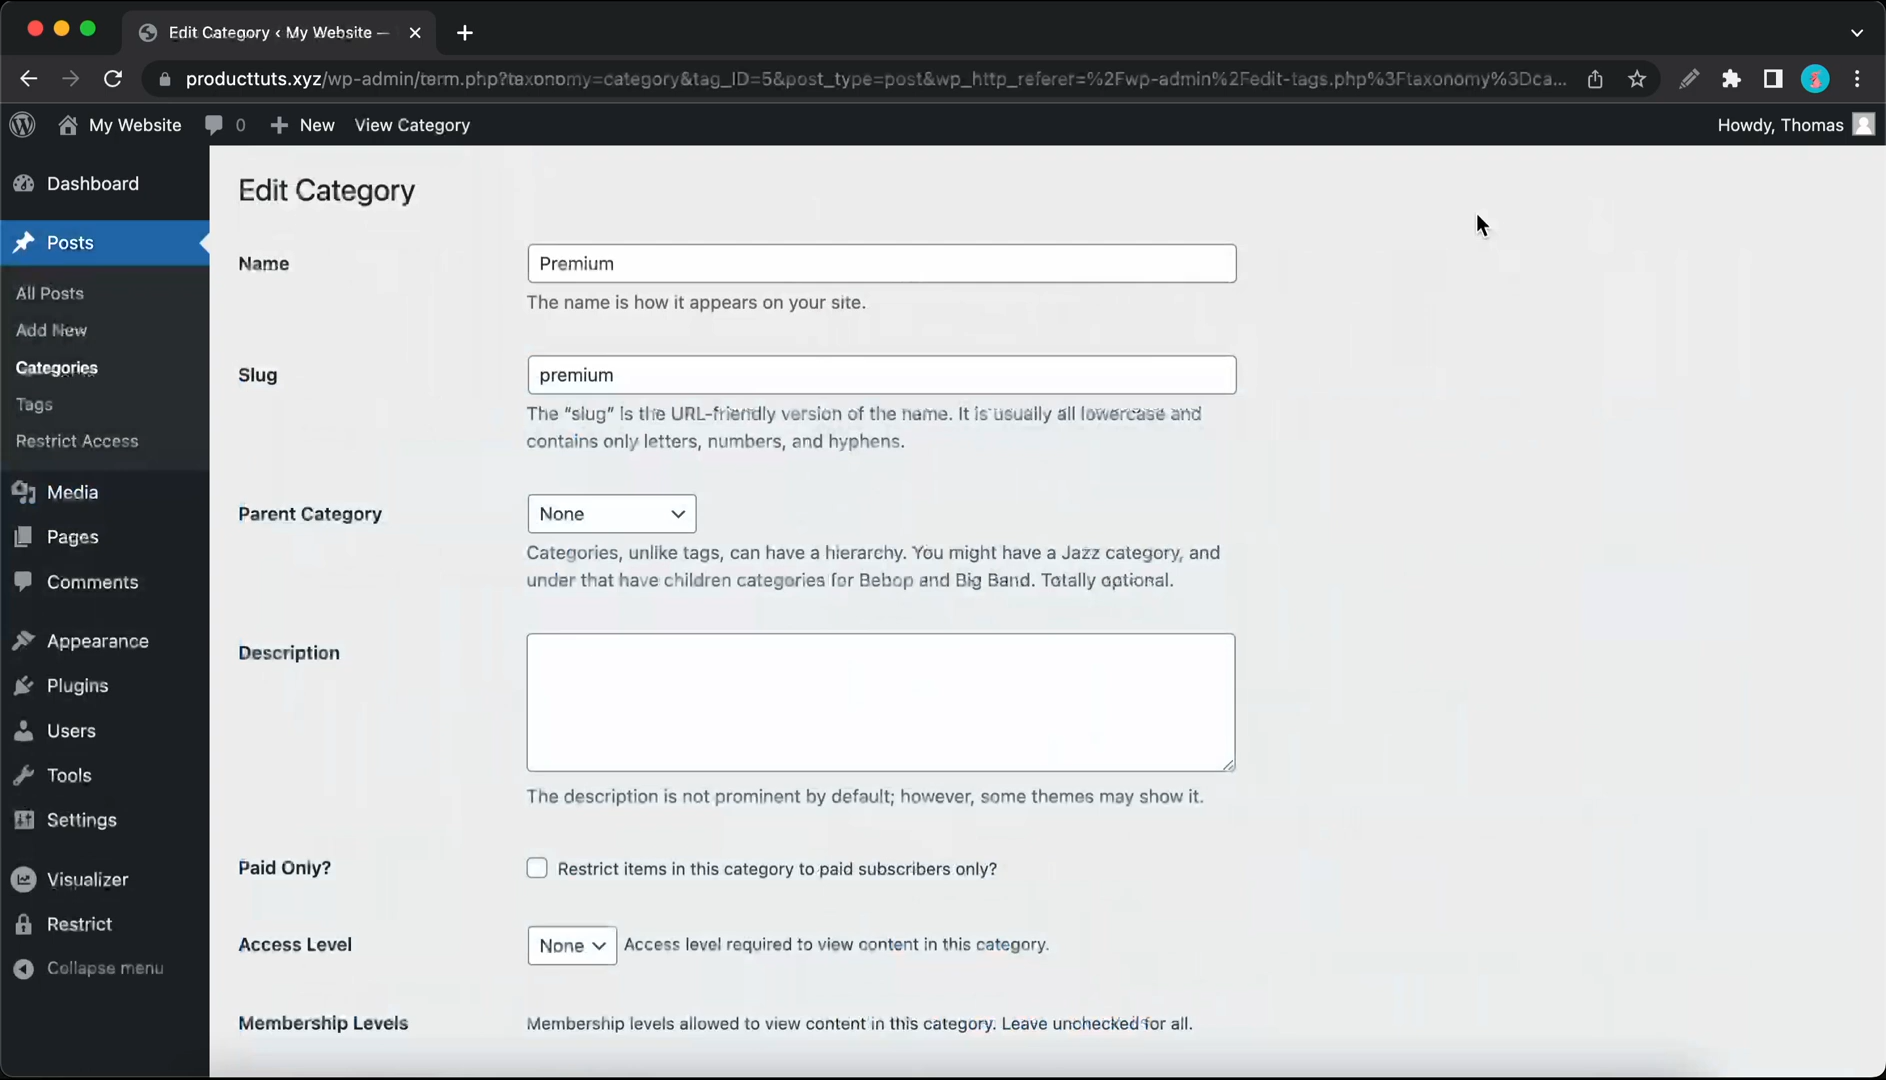 Edit Category ‹ My Website —
producttuts.xyz/wp-admin/term.php?taxonomy=category&tag_ID=5&post_type=post&wp_http_referer=%2Fwp-admin%2Fedit-tags.php%3Ftaxonomy%3Dca...
My Website
0
New
View Category
Howdy, Thomas
Dashboard
Posts
All Posts
Add New
Categories
Tags
Restrict Access
Media
Pages
Comments
Appearance
Plugins
Users
Tools
Settings
Visualizer
Restrict
Collapse menu
Edit Category
Name
Premium
The name is how it appears on your site.
Slug
premium
The “slug” is the URL-friendly version of the name. It is usually all lowercase and
contains only letters, numbers, and hyphens.
Parent Category
None
Categories, unlike tags, can have a hierarchy. You might have a Jazz category, and
under that have children categories for Bebop and Big Band. Totally optional.
Description
The description is not prominent by default; however, some themes may show it.
Paid Only?
Restrict items in this category to paid subscribers only?
Access Level
None
Access level required to view content in this category.
Membership Levels
Membership levels allowed to view content in this category. Leave unchecked for all.